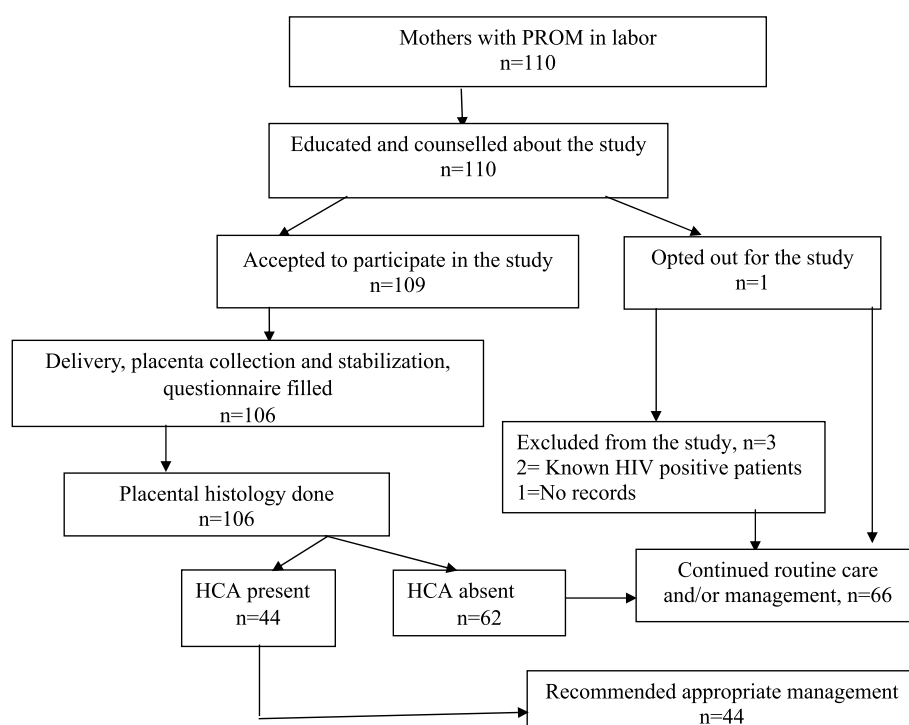 Mothers with PROM in labor
n=110
Educated and counselled about the study
n=110
Accepted to participate in the study
n=109
Opted out for the study
n=1
Delivery, placenta collection and stabilization,
questionnaire filled
n=106
Excluded from the study, n=3
2= Known HIV positive patients
1=No records
Placental histology done
n=106
HCA present
n=44
HCA absent
n=62
Continued routine care
and/or management, n=66
Recommended appropriate management
n=44